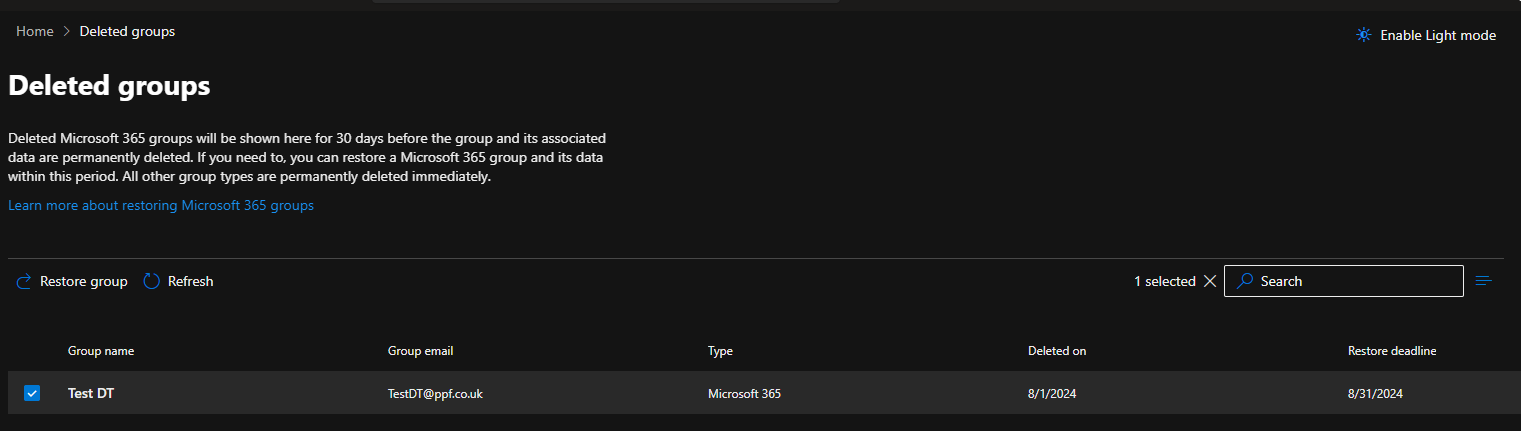 Home > Deleted groups
Enable Light mode
Deleted groups
Deleted Microsoft 365 groups will be shown here for 30 days before the group and its associated
data are permanently deleted. If you need to, you can restore a Microsoft 365 group and its data
within this period. All other group types are permanently deleted immediately.
Learn more about restoring Microsoft 365 groups
Restore group Refresh 1 selected Search
Group name Group email Type Deleted on Restore deadline
Test DT TestDT@ppf.co.uk Microsoft 365 8/1/2024 8/31/2024